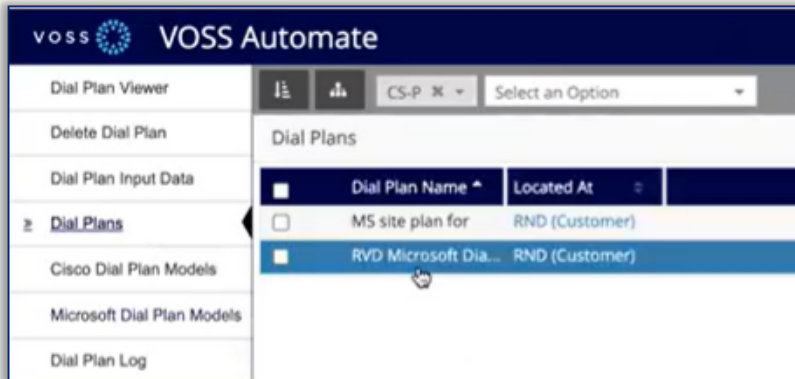 voss VOSS Automate
Dial Plan Viewer
Delete Dial Plan
Dial Plan Input Data
Dial Plans
Cisco Dial Plan Models
Microsoft Dial Plan Models
Dial Plan Log
CS-P Select an Option
Dial Plans
Dial Plan Name Located At
MS site plan for RND (Customer)
RVD Microsoft Dia... RND (Customer)